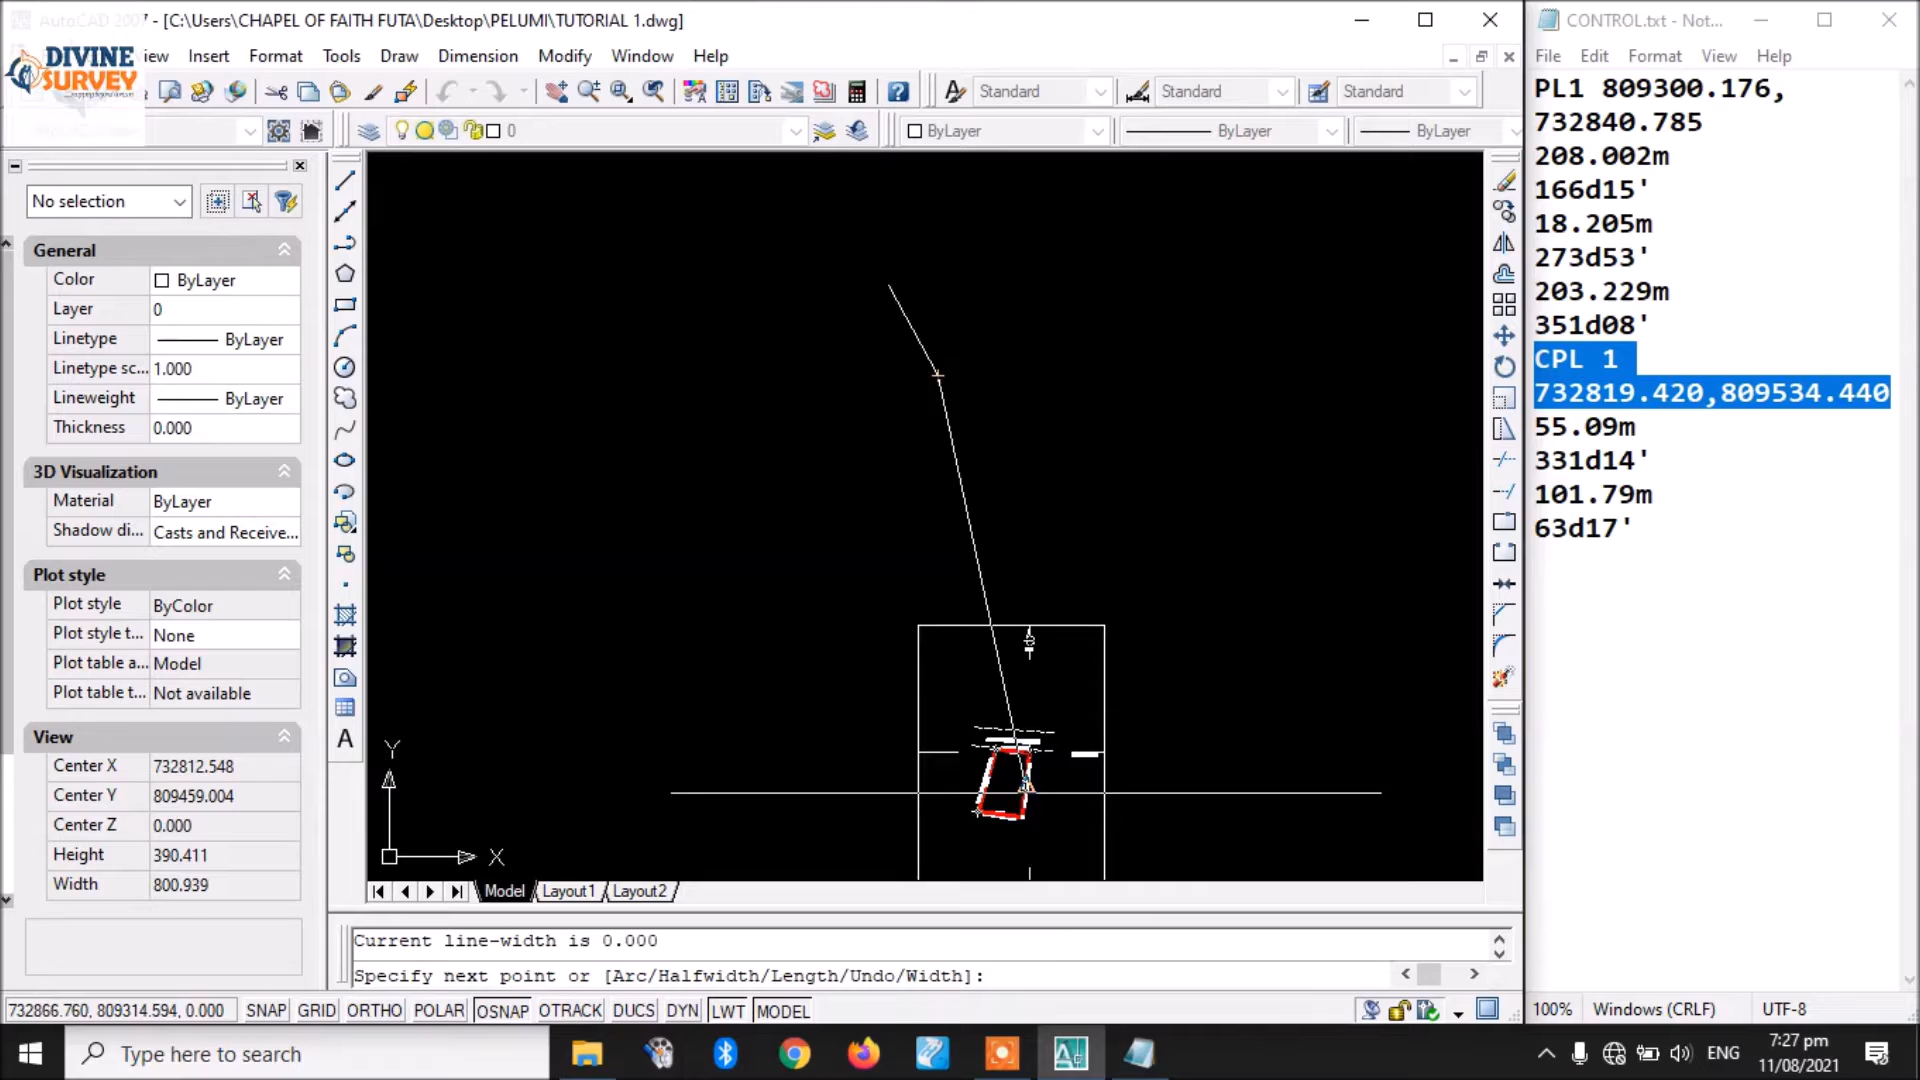 AutoCAD 2007 - [C:\Users\CHAPEL OF FAITH FUTA\Desktop\PELUMI\TUTORIAL 1.dwg]
DIVINE
SURVEY
iew Insert Format Tools Draw Dimension Modify Window Help
Standard Standard Standard
0 ByLayer ByLayer ByLayer
No selection
General
Color ByLayer
Layer 0
Linetype ByLayer
Linetype sc... 1.000
Lineweight ByLayer
Thickness 0.000
3D Visualization
Material ByLayer
Shadow di... Casts and Receive...
Plot style
Plot style ByColor
Plot style t... None
Plot table a... Model
Plot table t... Not available
View
Center X 732812.548
Center Y 809459.004
Center Z 0.000
Height 390.411
Width 800.939
A
Y
X
Model Layout1 Layout2
Current line-width is 0.000
Specify next point or [Arc/Halfwidth/Length/Undo/Width]:
732866.760, 809314.594, 0.000 SNAP GRID ORTHO POLAR OSNAP OTRACK DUCS DYN LWT MODEL
CONTROL.txt - Not...
File Edit Format View Help
PL1 809300.176,
732840.785
208.002m
166d15'
18.205m
273d53'
203.229m
351d08'
CPL 1
732819.420,809534.440
55.09m
331d14'
101.79m
63d17'
100% Windows (CRLF) UTF-8
Type here to search
ENG
7:27 pm
11/08/2021